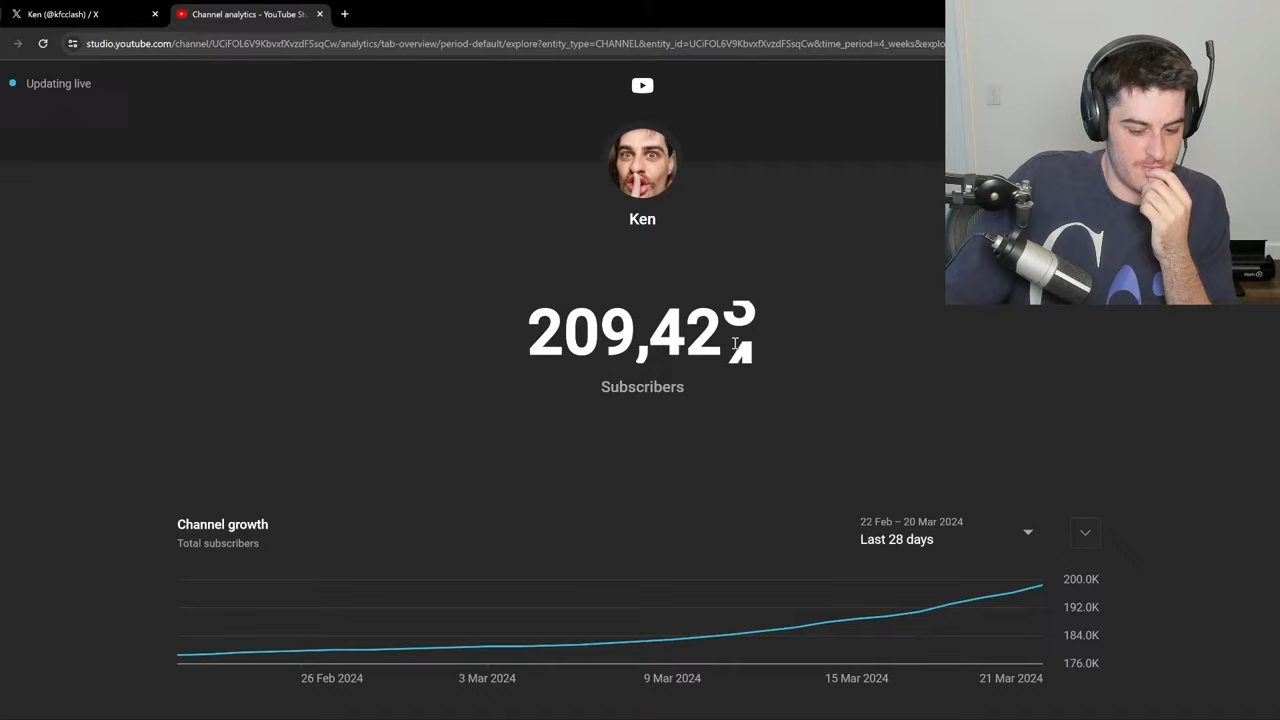 Ken (@kfcclash) / X
Channel analytics - YouTube St
studio.youtube.com/channel/UCiFOL6V9KbvxfXvzdFSsqCw/analytics/tab-overview/period-default/explore?entity_type=CHANNEL&entity_id=UCiFOL6V9KbvxfXvzdFSsqCw&time_period=4_weeks&explo
Updating live
Ken
209,42
Subscribers
Channel growth
Total subscribers
22 Feb – 20 Mar 2024
Last 28 days
200.0K
192.0K
184.0K
176.0K
26 Feb 2024
3 Mar 2024
9 Mar 2024
15 Mar 2024
21 Mar 2024